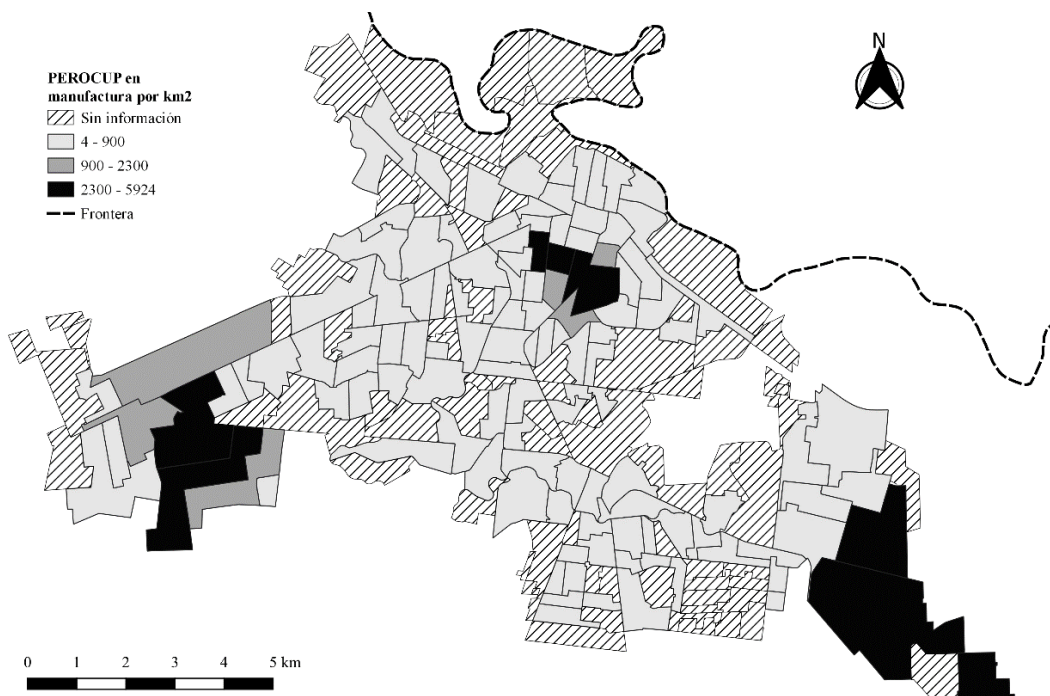 N
PEROCUP en
manufactura por km2
Sin información
4 - 900
900 - 2300
2300 - 5924
Frontera
0 1 2 3 4 5 km